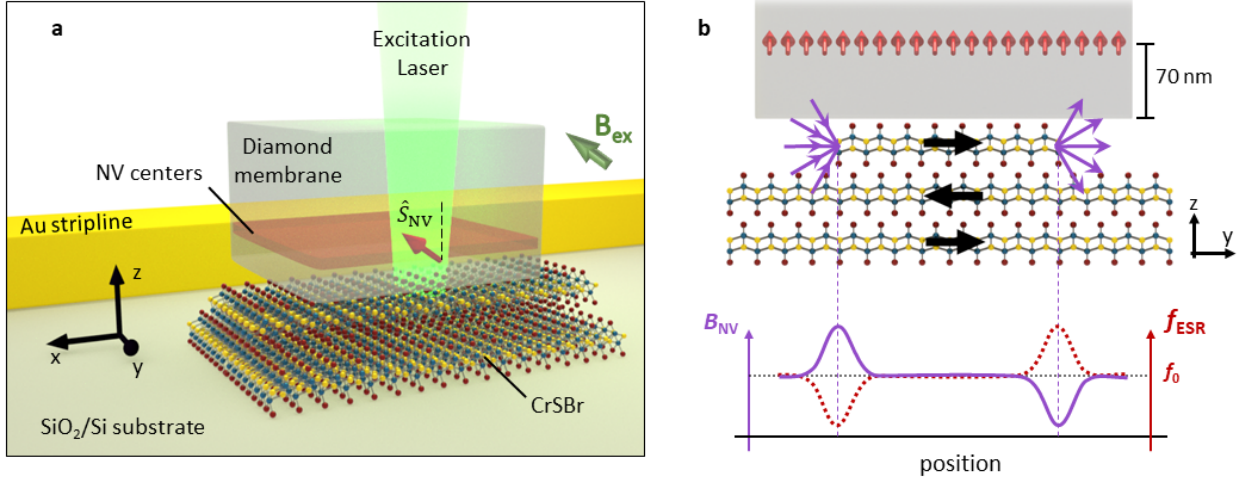 a
Excitation
Laser
B_ex
Diamond
membrane
NV centers
Ŝ_NV
Au stripline
z
x
y
CrSBr
SiO₂/Si substrate
b
70 nm
z
y
B_NV
f_ESR
f₀
position